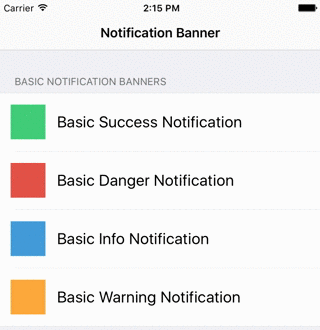 Carrier 2:15 PM
Notification Banner
BASIC NOTIFICATION BANNERS
Basic Success Notification
Basic Danger Notification
Basic Info Notification
Basic Warning Notification